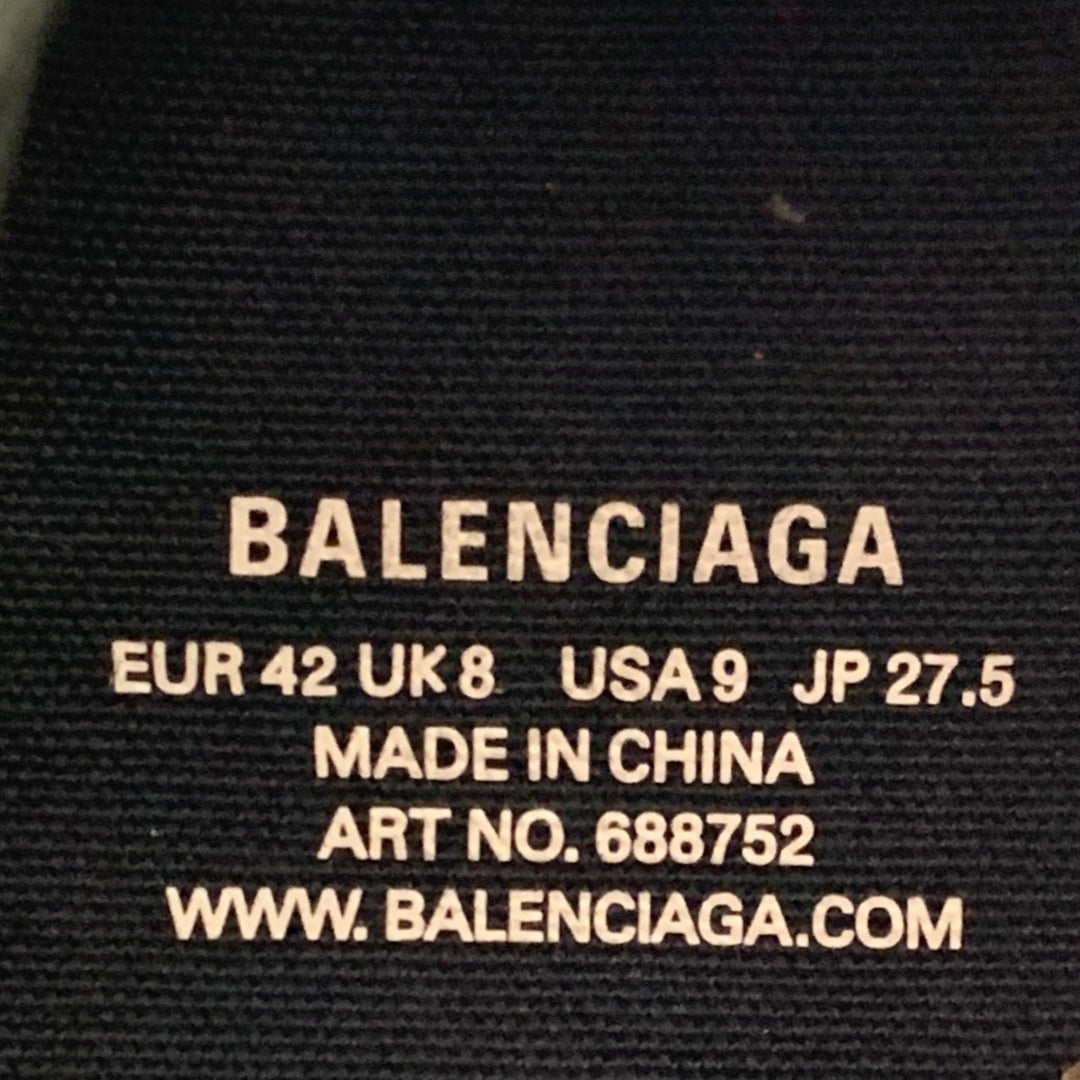 BALENCIAGA
EUR 42 UK 8 USA 9 JP 27.5
MADE IN CHINA
ART NO. 688752
WWW. BALENCIAGA.COM